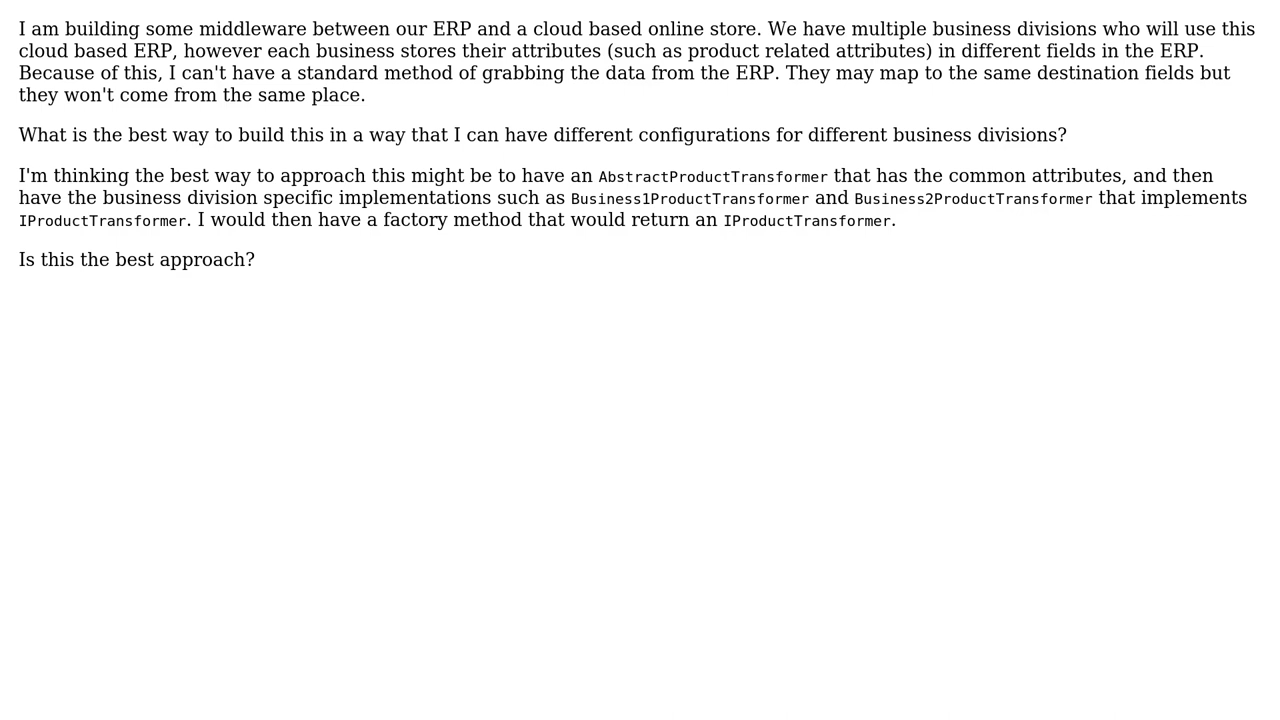 I am building some middleware between our ERP and a cloud based online store. We have multiple business divisions who will use this
cloud based ERP, however each business stores their attributes (such as product related attributes) in different fields in the ERP.
Because of this, I can't have a standard method of grabbing the data from the ERP. They may map to the same destination fields but
they won't come from the same place.
What is the best way to build this in a way that I can have different configurations for different business divisions?
I'm thinking the best way to approach this might be to have an AbstractProductTransformer that has the common attributes, and then
have the business division specific implementations such as Business1ProductTransformer and Business2ProductTransformer that implements
IProductTransformer. I would then have a factory method that would return an IProductTransformer.
Is this the best approach?